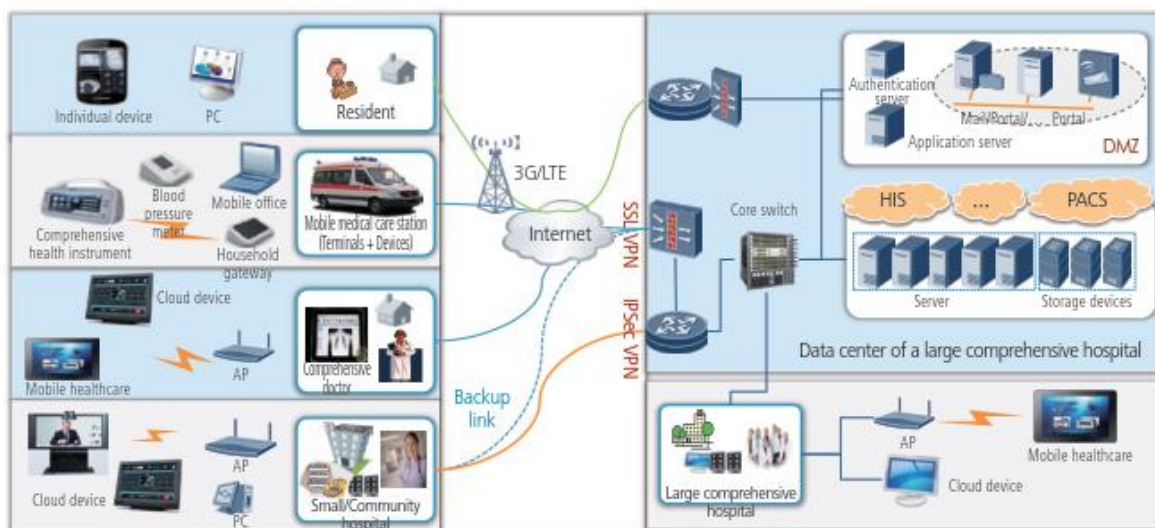 Individual device
PC
Resident
Blood
pressure
meter
Mobile office
Comprehensive
health instrument
Household
gateway
Mobile medical care station
(Terminals + Devices)
Cloud device
Mobile healthcare
AP
Comprehensive
doctor
Cloud device
AP
PC
Small/Community
hospital
3G/LTE
Internet
Backup
link
SSL VPN
IPSec VPN
Authentication
server
Application server
Mail/Portal/
Portal
DMZ
Core switch
HIS
...
PACS
Server
Storage devices
Data center of a large comprehensive hospital
Large comprehensive
hospital
AP
Mobile healthcare
Cloud device